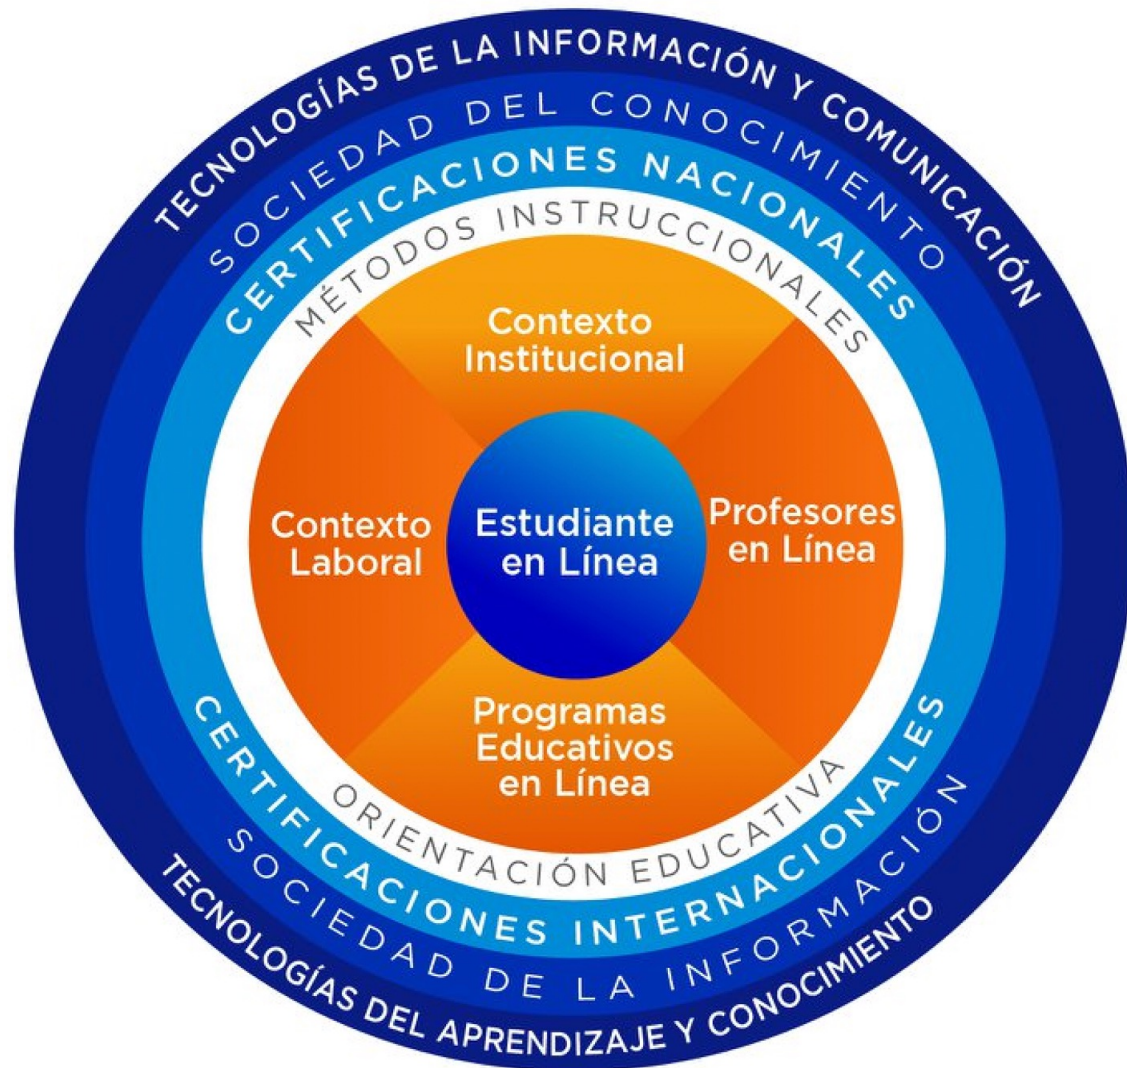 TECNOLOGÍAS DE LA INFORMACIÓN Y COMUNICACIÓN
SOCIEDAD DEL CONOCIMIENTO
CERTIFICACIONES NACIONALES
MÉTODOS INSTRUCCIONALES
Contexto
Institucional
Contexto
Laboral
Estudiante
en Línea
Profesores
en Línea
Programas
Educativos
en Línea
ORIENTACIÓN EDUCATIVA
CERTIFICACIONES INTERNACIONALES
SOCIEDAD DE LA INFORMACIÓN
TECNOLOGÍAS DEL APRENDIZAJE Y CONOCIMIENTO